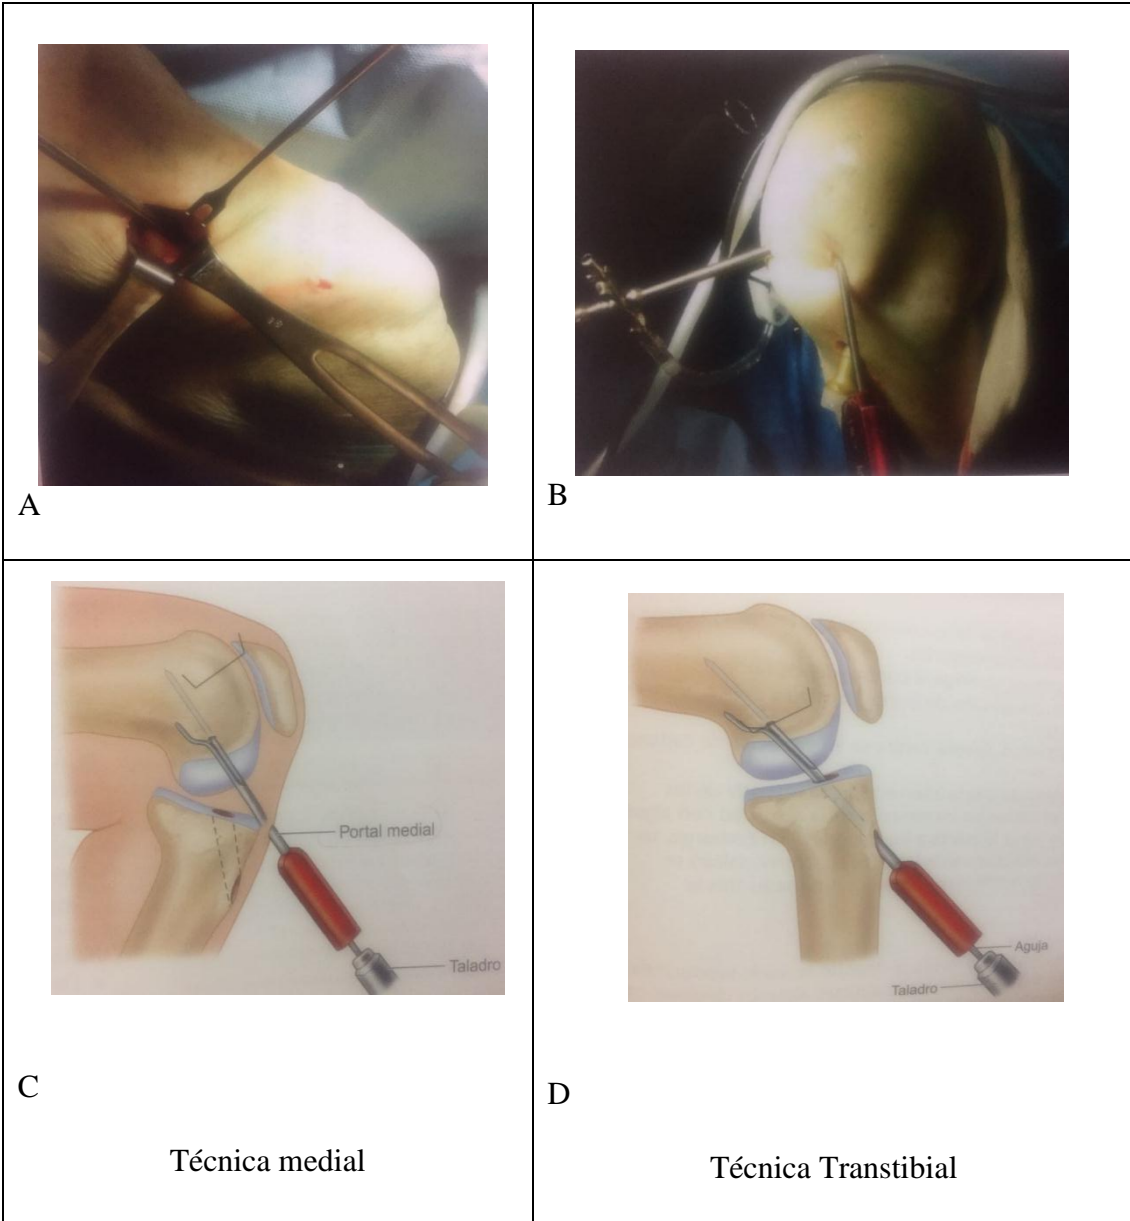 A
B
Portal medial
Taladro
C
Técnica medial
Aguja
Taladro
D
Técnica Transtibial